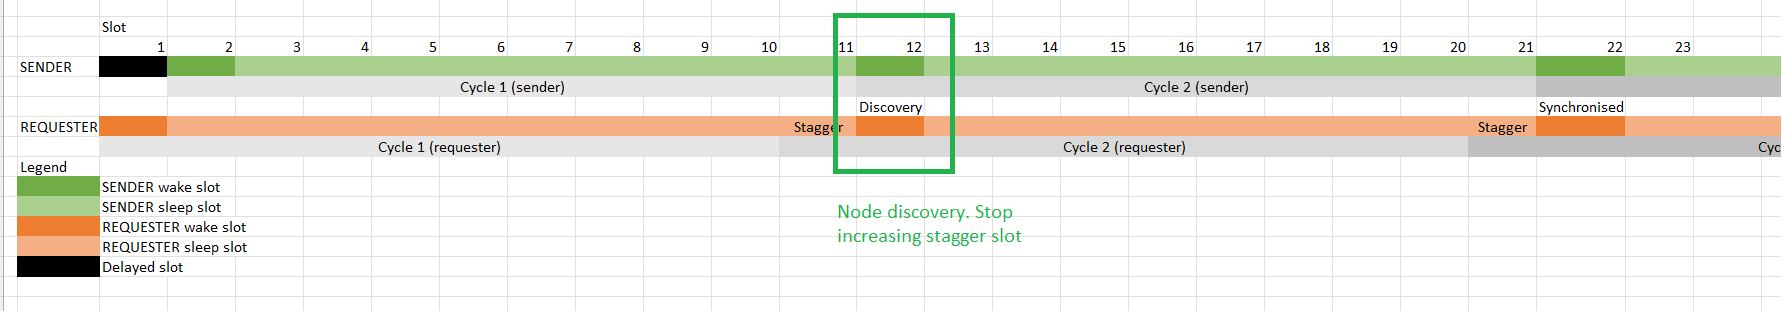 Slot
1 2 3 4 5 6 7 8 9 10 11 12 13 14 15 16 17 18 19 20 21 22 23
SENDER
Cycle 1 (sender) Cycle 2 (sender)
Discovery Synchronised
REQUESTER Stagger Stagger
Cycle 1 (requester) Cycle 2 (requester) Cyc
Legend
SENDER wake slot
SENDER sleep slot
REQUESTER wake slot
REQUESTER sleep slot
Delayed slot
Node discovery. Stop
increasing stagger slot